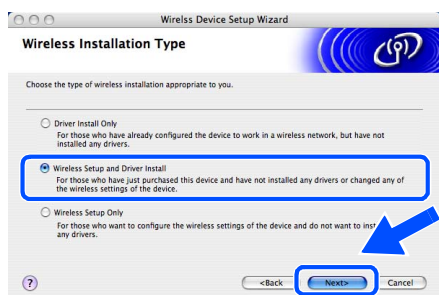 Wirelss Device Setup Wizard
Wireless Installation Type
Choose the type of wireless installation appropriate to you.
Driver Install Only
For those who have already configured the device to work in a wireless network, but have not
installed any drivers.
Wireless Setup and Driver Install
For those who have just purchased this device and have not installed any drivers or changed any of
the wireless settings of the device.
Wireless Setup Only
For those who want to configure the wireless settings of the device and do not want to
any drivers.
?
<Back
Next>
Cancel